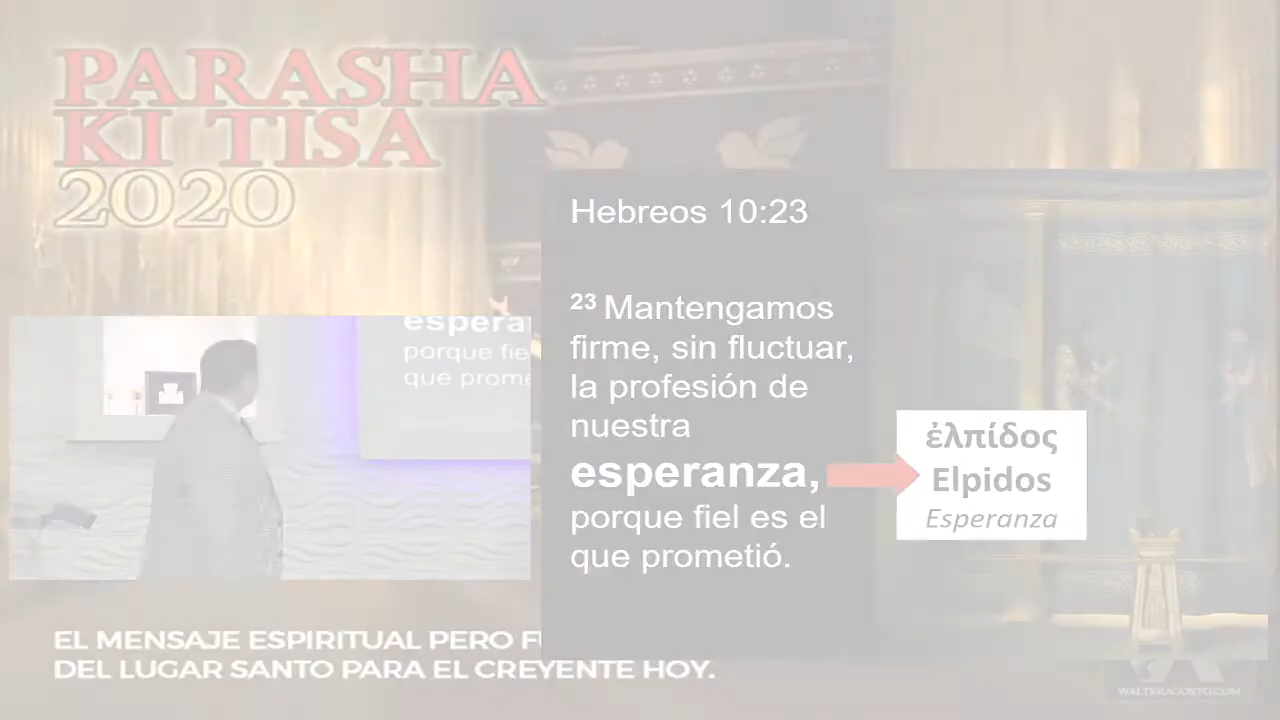 PARASHA
KI TISA
2020
Hebreos 10:23
23 Mantengamos
firme, sin fluctuar,
la profesión de
nuestra
esperanza,
porque fiel es el
que prometió.
ἐλπίδος
Elpidos
Esperanza
porque fie
que prome
EL MENSAJE ESPIRITUAL PERO F
DEL LUGAR SANTO PARA EL CREYENTE HOY.
WALTERAGOSTO.COM